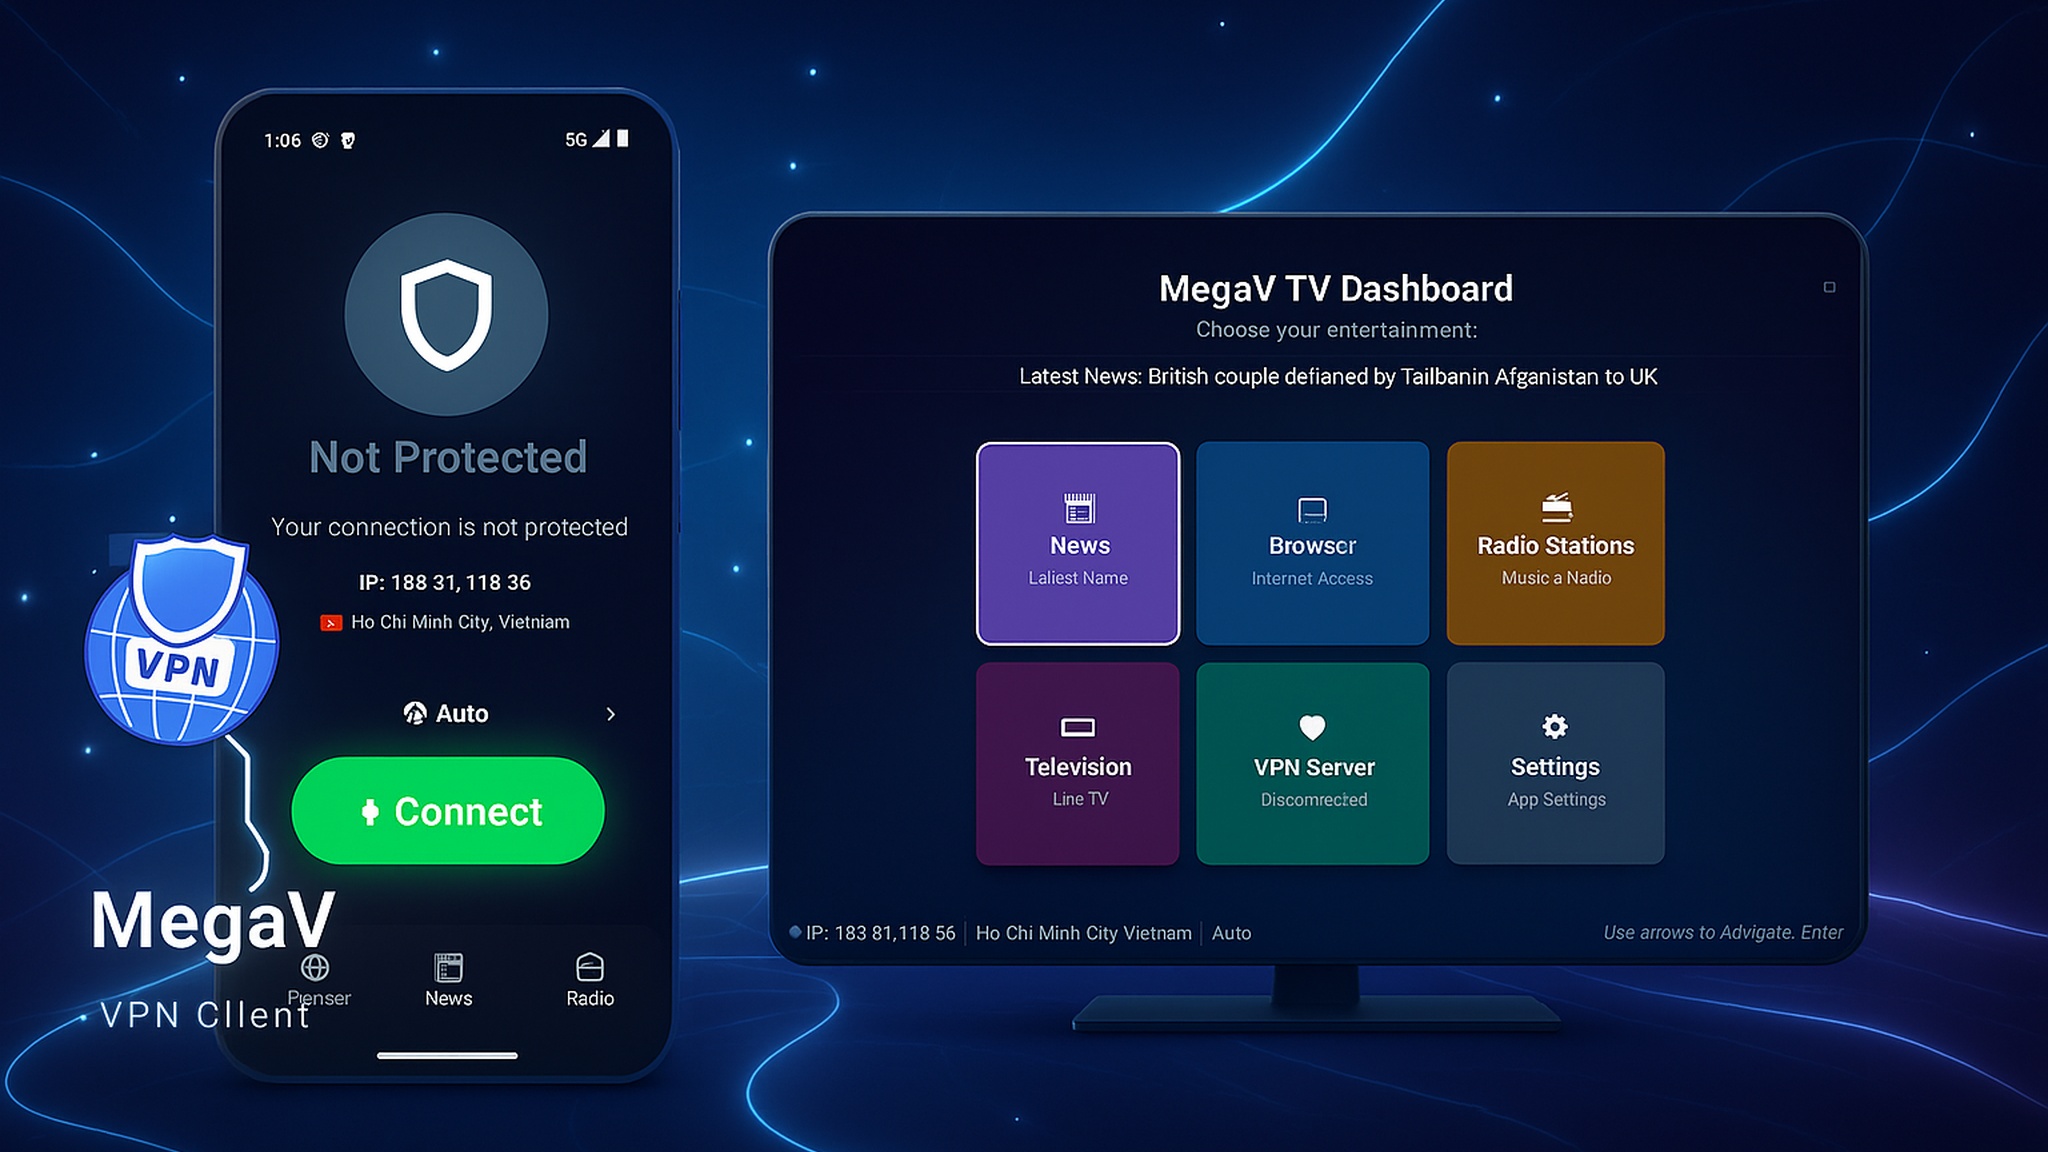 1:06
5G
Not Protected
Your connection is not protected
IP: 188 31, 118 36
Ho Chi Minh City, Vietniam
Auto
Connect
VPN
MegaV
VPN Cllent
Pienser
News
Radio
MegaV TV Dashboard
Choose your entertainment:
Latest News: British couple defianed by Tailbanin Afganistan to UK
News
Laliest Name
Browser
Internet Access
Radio Stations
Music a Nadio
Television
Line TV
VPN Server
Discomrected
Settings
App Settings
IP: 183 81,118 56 | Ho Chi Minh City Vietnam | Auto
Use arrows to Advigate. Enter